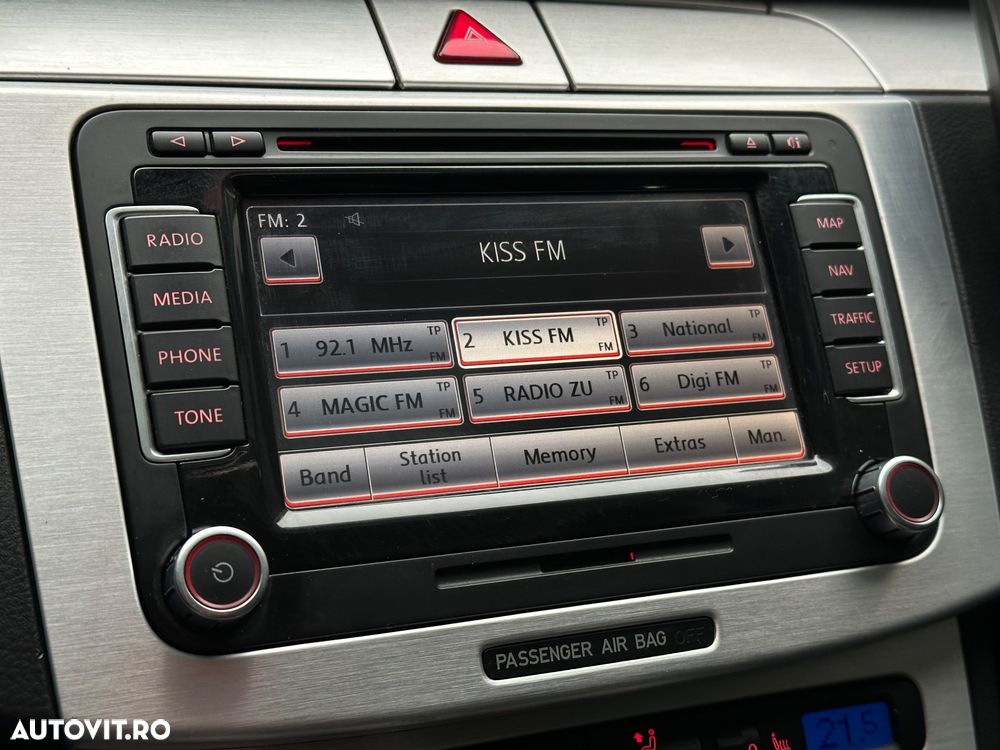 FM: 2
KISS FM
RADIO
MEDIA
PHONE
TONE
MAP
NAV
TRAFFIC
SETUP
1 92.1 MHz TP FM
2 KISS FM TP FM
3 National TP FM
4 MAGIC FM TP FM
5 RADIO ZU TP FM
6 Digi FM TP FM
Band
Station
list
Memory
Extras
Man.
PASSENGER AIR BAG OFF
21.5
AUTOVIT.RO